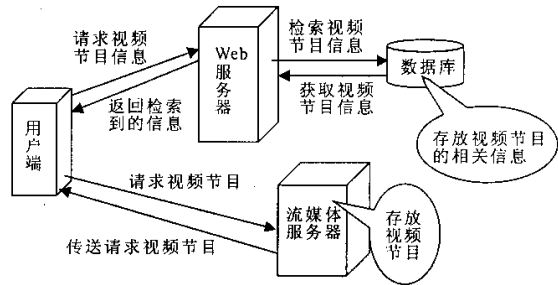 请求视频
节目信息
Web
服务器
检索视频
节目信息
数据库
获取视频
节目信息
返回检索
到的信息
用户端
存放视频节目
的相关信息
请求视频节目
流媒体
服务器
存放
视频
节目
传送请求视频节目